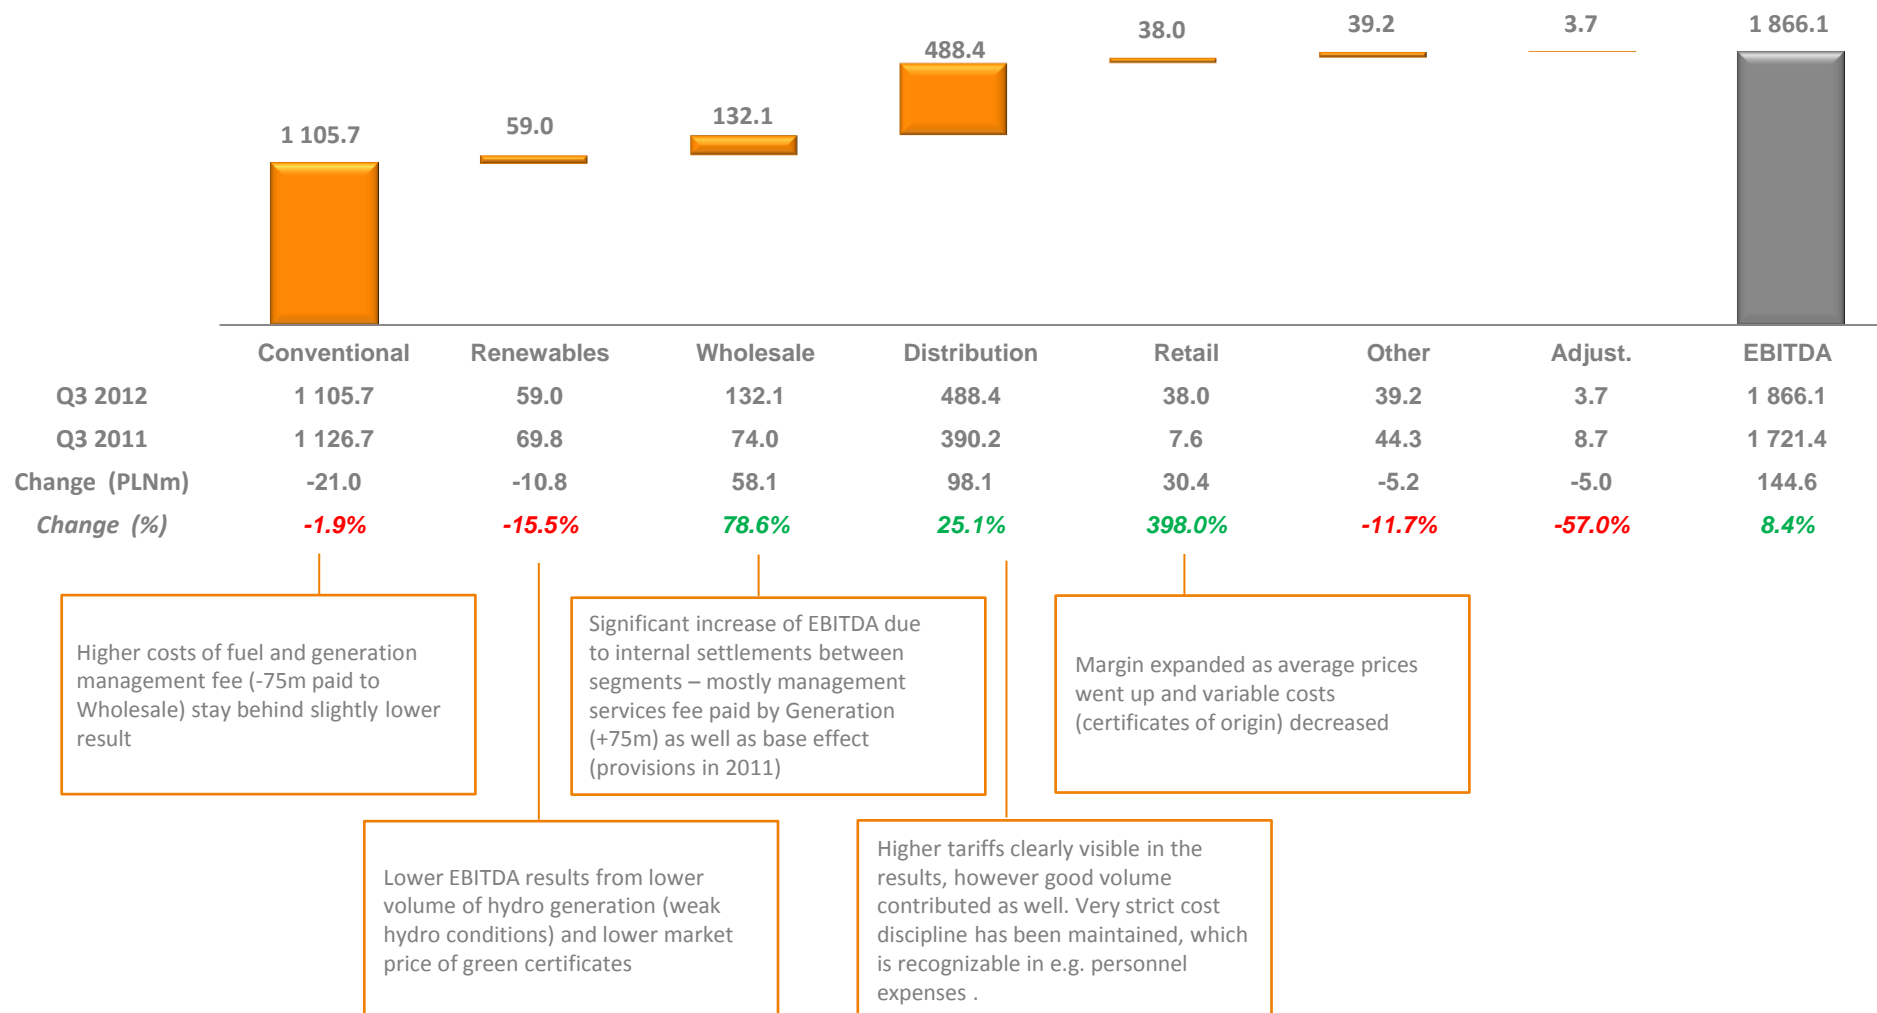 1 105.7
59.0
132.1
488.4
38.0
39.2
3.7
1 866.1
Conventional Renewables Wholesale Distribution Retail Other Adjust. EBITDA
Q3 2012 1 105.7 59.0 132.1 488.4 38.0 39.2 3.7 1 866.1
Q3 2011 1 126.7 69.8 74.0 390.2 7.6 44.3 8.7 1 721.4
Change (PLNm) -21.0 -10.8 58.1 98.1 30.4 -5.2 -5.0 144.6
Change (%) -1.9% -15.5% 78.6% 25.1% 398.0% -11.7% -57.0% 8.4%
Higher costs of fuel and generation
management fee (-75m paid to
Wholesale) stay behind slightly lower
result
Significant increase of EBITDA due
to internal settlements between
segments – mostly management
services fee paid by Generation
(+75m) as well as base effect
(provisions in 2011)
Margin expanded as average prices
went up and variable costs
(certificates of origin) decreased
Lower EBITDA results from lower
volume of hydro generation (weak
hydro conditions) and lower market
price of green certificates
Higher tariffs clearly visible in the
results, however good volume
contributed as well. Very strict cost
discipline has been maintained, which
is recognizable in e.g. personnel
expenses .